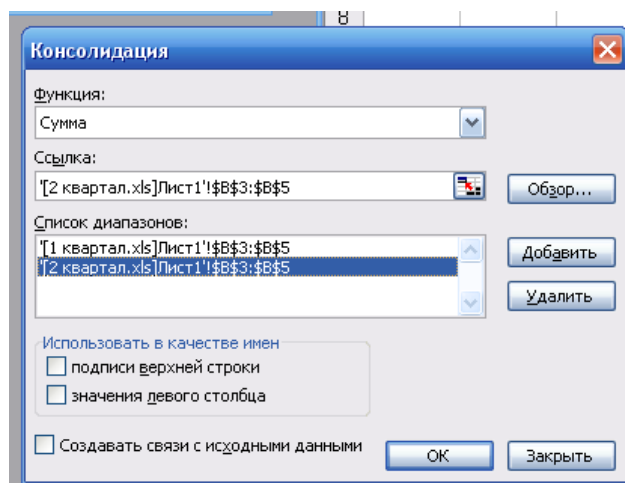 8
Консолидация
Функция:
Сумма
Ссылка:
'[2 квартал.xls]Лист1'!$B$3:$B$5
Обзор...
Список диапазонов:
'[1 квартал.xls]Лист1'!$B$3:$B$5
'[2 квартал.xls]Лист1'!$B$3:$B$5
Добавить
Удалить
Использовать в качестве имен
подписи верхней строки
значения левого столбца
Создавать связи с исходными данными
ОК
Закрыть